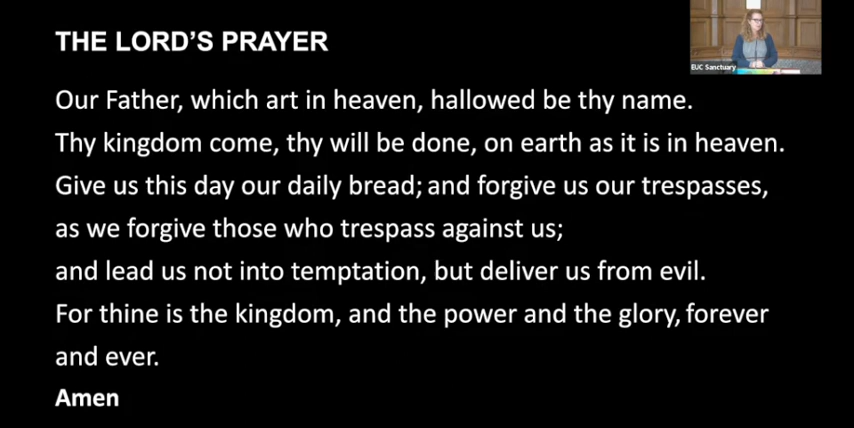 THE LORD'S PRAYER
EUC Sanctuary
Our Father, which art in heaven, hallowed be thy name.
Thy kingdom come, thy will be done, on earth as it is in heaven.
Give us this day our daily bread; and forgive us our trespasses,
as we forgive those who trespass against us;
and lead us not into temptation, but deliver us from evil.
For thine is the kingdom, and the power and the glory, forever
and ever.
Amen